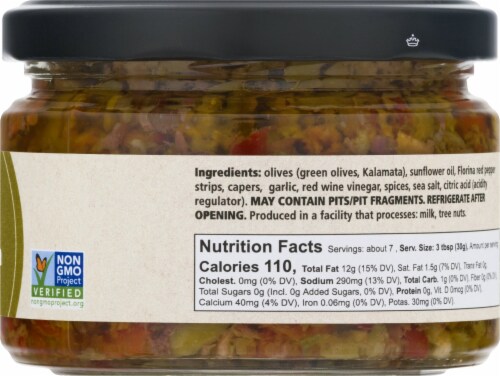 Ingredients: olives (green olives, Kalamata), sunflower oil, Florina red pepper
strips, capers, garlic, red wine vinegar, spices, sea salt, citric acid (acidity
regulator). MAY CONTAIN PITS/PIT FRAGMENTS. REFRIGERATE AFTER
OPENING. Produced in a facility that processes: milk, tree nuts.
Nutrition Facts Servings: about 7, Serv. Size: 3 tbsp (30g), Amount per serving
Calories 110, Total Fat 12g (15% DV), Sat. Fat 1.5g (7% DV), Trans Fat 0g,
Cholest. 0mg (0% DV), Sodium 290mg (13% DV), Total Carb. 1g (0% DV), Fiber 0g (0% DV),
Total Sugars 0g (Incl. 0g Added Sugars, 0% DV), Protein 0g, Vit. D 0mcg (0% DV),
Calcium 40mg (4% DV), Iron 0.06mg (0% DV), Potas. 30mg (0% DV).
NON
GMO
Project
VERIFIED
nongmoproject.org